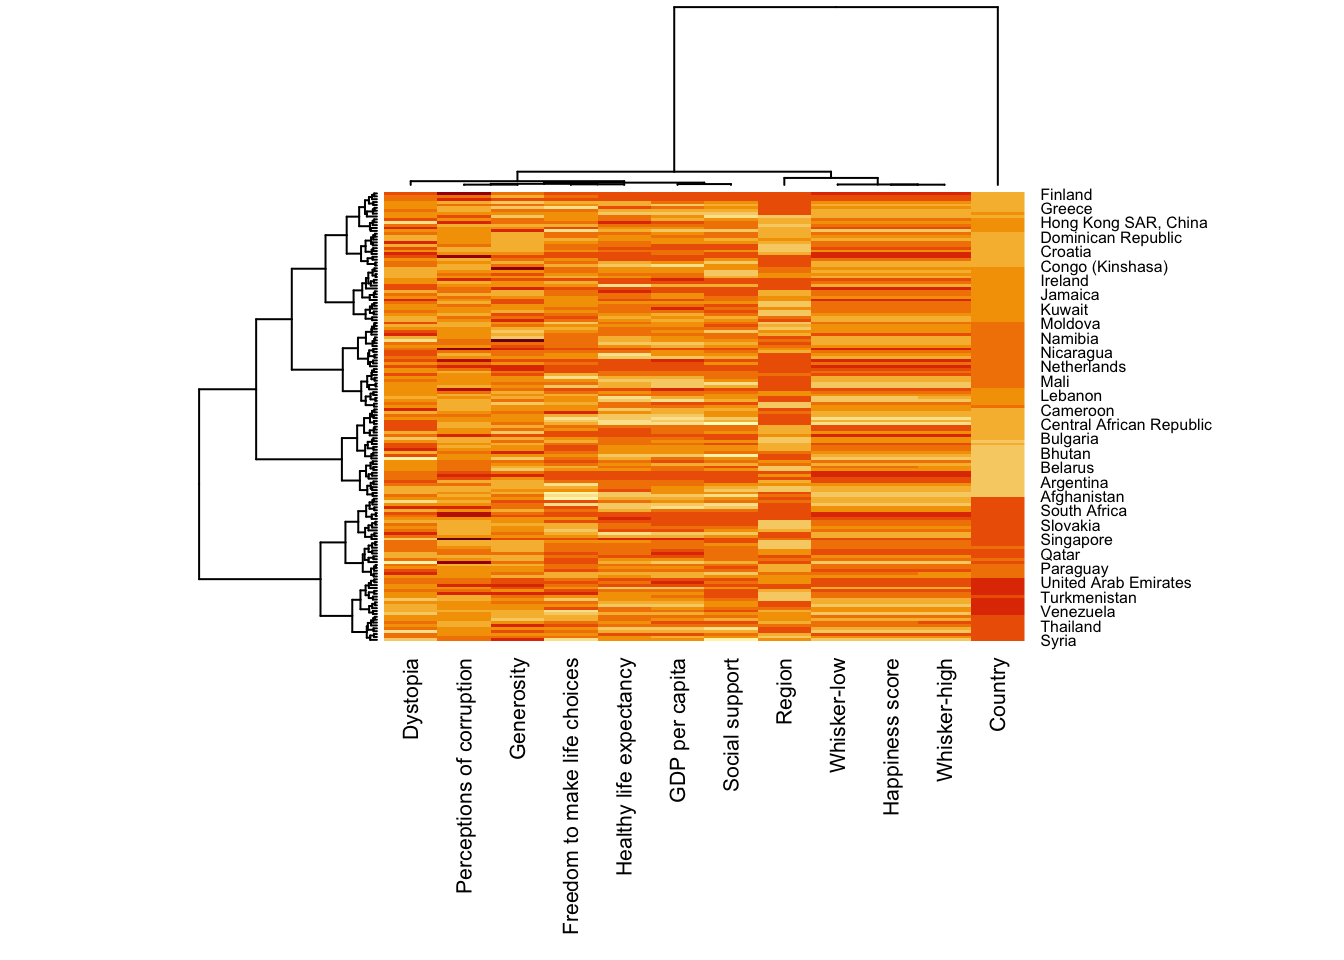 Finland
Greece
Hong Kong SAR, China
Dominican Republic
Croatia
Congo (Kinshasa)
Ireland
Jamaica
Kuwait
Moldova
Namibia
Nicaragua
Netherlands
Mali
Lebanon
Cameroon
Central African Republic
Bulgaria
Bhutan
Belarus
Argentina
Afghanistan
South Africa
Slovakia
Singapore
Qatar
Paraguay
United Arab Emirates
Turkmenistan
Venezuela
Thailand
Syria
Dystopia
Perceptions of corruption
Generosity
Freedom to make life choices
Healthy life expectancy
GDP per capita
Social support
Region
Whisker-low
Happiness score
Whisker-high
Country